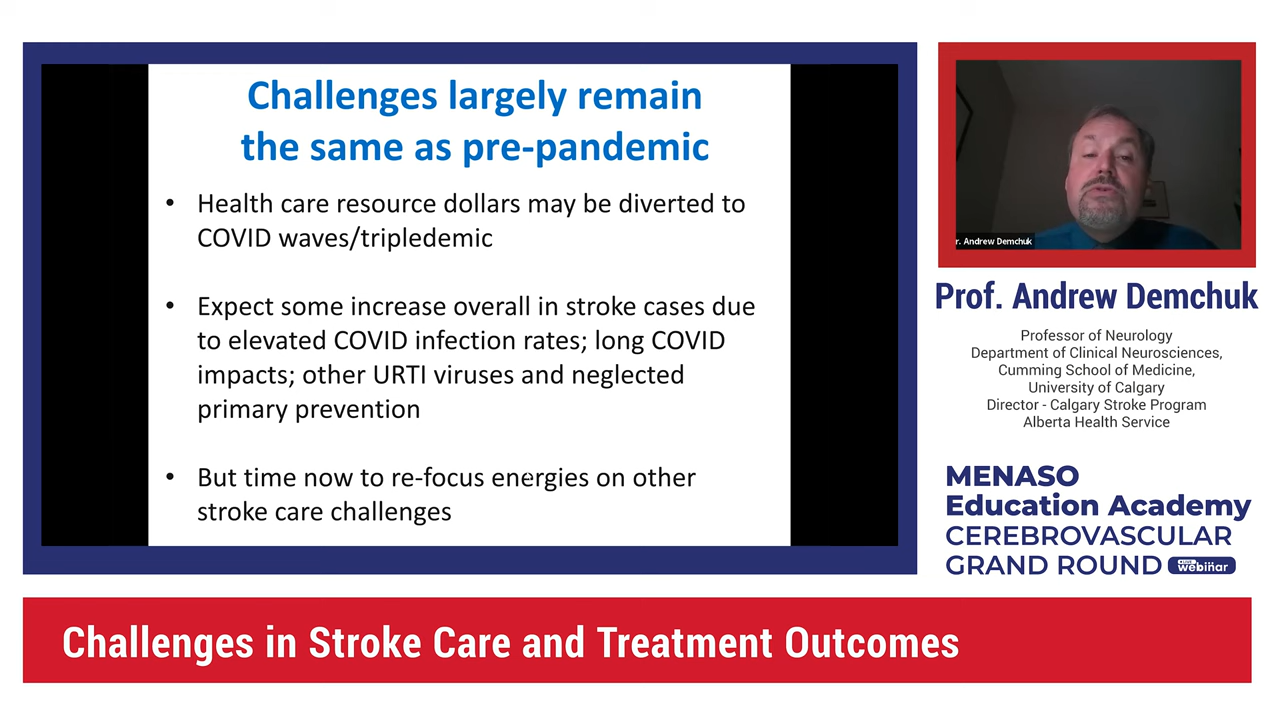 Challenges largely remain
the same as pre-pandemic
• Health care resource dollars may be diverted to
COVID waves/tripledemic
• Expect some increase overall in stroke cases due
to elevated COVID infection rates; long COVID
impacts; other URTI viruses and neglected
primary prevention
• But time now to re-focus energies on other
stroke care challenges
r. Andrew Demchuk
Prof. Andrew Demchuk
Professor of Neurology
Department of Clinical Neurosciences,
Cumming School of Medicine,
University of Calgary
Director - Calgary Stroke Program
Alberta Health Service
MENASO
Education Academy
CEREBROVASCULAR
GRAND ROUND
LIVE
webinar
Challenges in Stroke Care and Treatment Outcomes